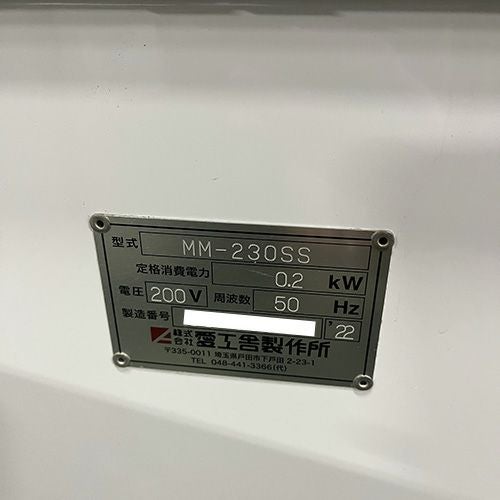 型式 MM-230SS
定格消費電力 0.2 kW
電圧 200 V 周波数 50 Hz
製造番号 '22
株式会社 愛工舎製作所
〒335-0011 埼玉県戸田市下戸田 2-23-1
TEL 048-441-3366(代)